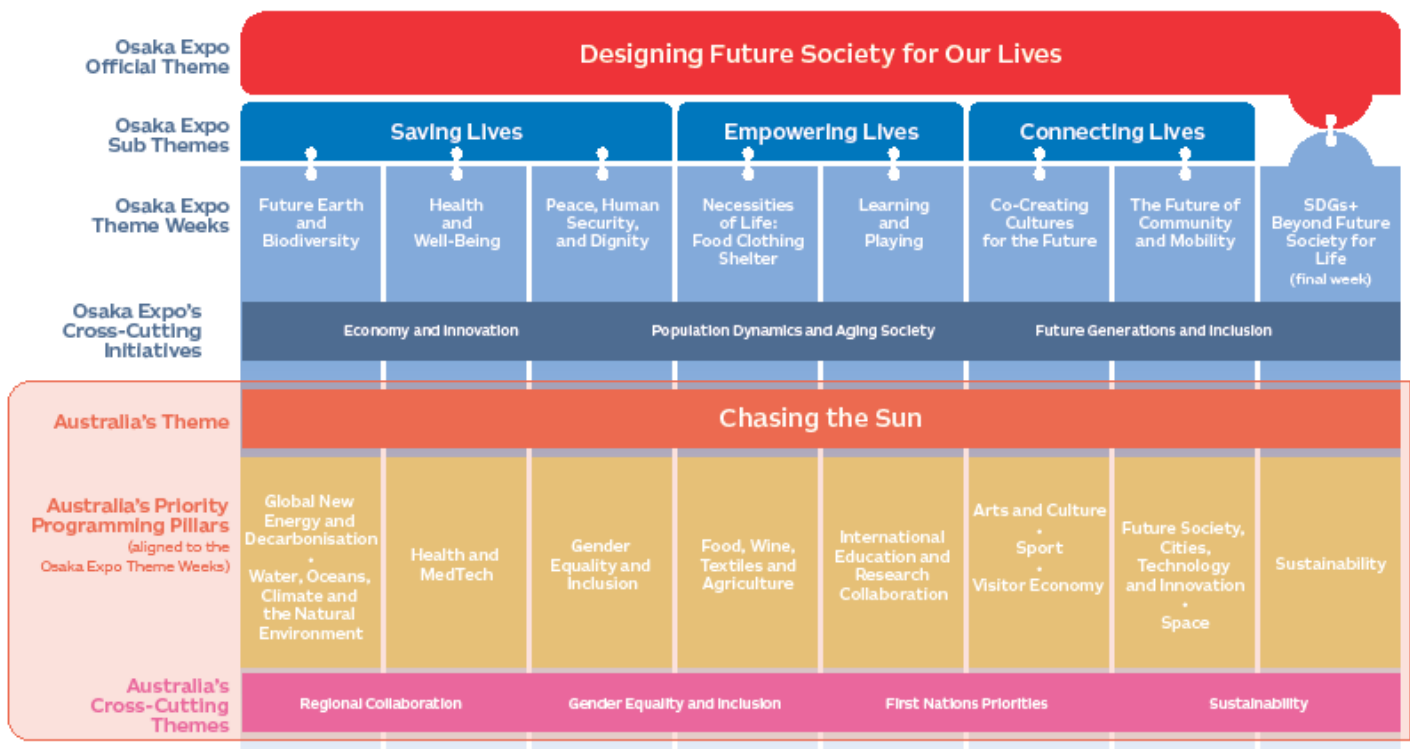 Osaka Expo
Official Theme
Designing Future Society for Our Lives
Osaka Expo
Sub Themes
Saving Lives
Empowering Lives
Connecting Lives
Osaka Expo
Theme Weeks
Future Earth
and
Biodiversity
Health
and
Well-Being
Peace, Human
Security,
and Dignity
Necessities
of Life:
Food Clothing
Shelter
Learning
and
Playing
Co-Creating
Cultures
for the Future
The Future of
Community
and Mobility
SDGs+
Beyond Future
Society for
Life
(final week)
Osaka Expo's
Cross-Cutting
Initiatives
Economy and Innovation
Population Dynamics and Aging Society
Future Generations and Inclusion
Australia's Theme
Chasing the Sun
Australia's Priority
Programming Pillars
(aligned to the
Osaka Expo Theme Weeks)
Global New
Energy and
Decarbonisation
•
Water, Oceans,
Climate and
the Natural
Environment
Health and
MedTech
Gender
Equality and
Inclusion
Food, Wine,
Textiles and
Agriculture
International
Education and
Research
Collaboration
Arts and Culture
•
Sport
•
Visitor Economy
Future Society,
Cities,
Technology
and Innovation
•
Space
Sustainability
Australia's
Cross-Cutting
Themes
Regional Collaboration
Gender Equality and Inclusion
First Nations Priorities
Sustainability